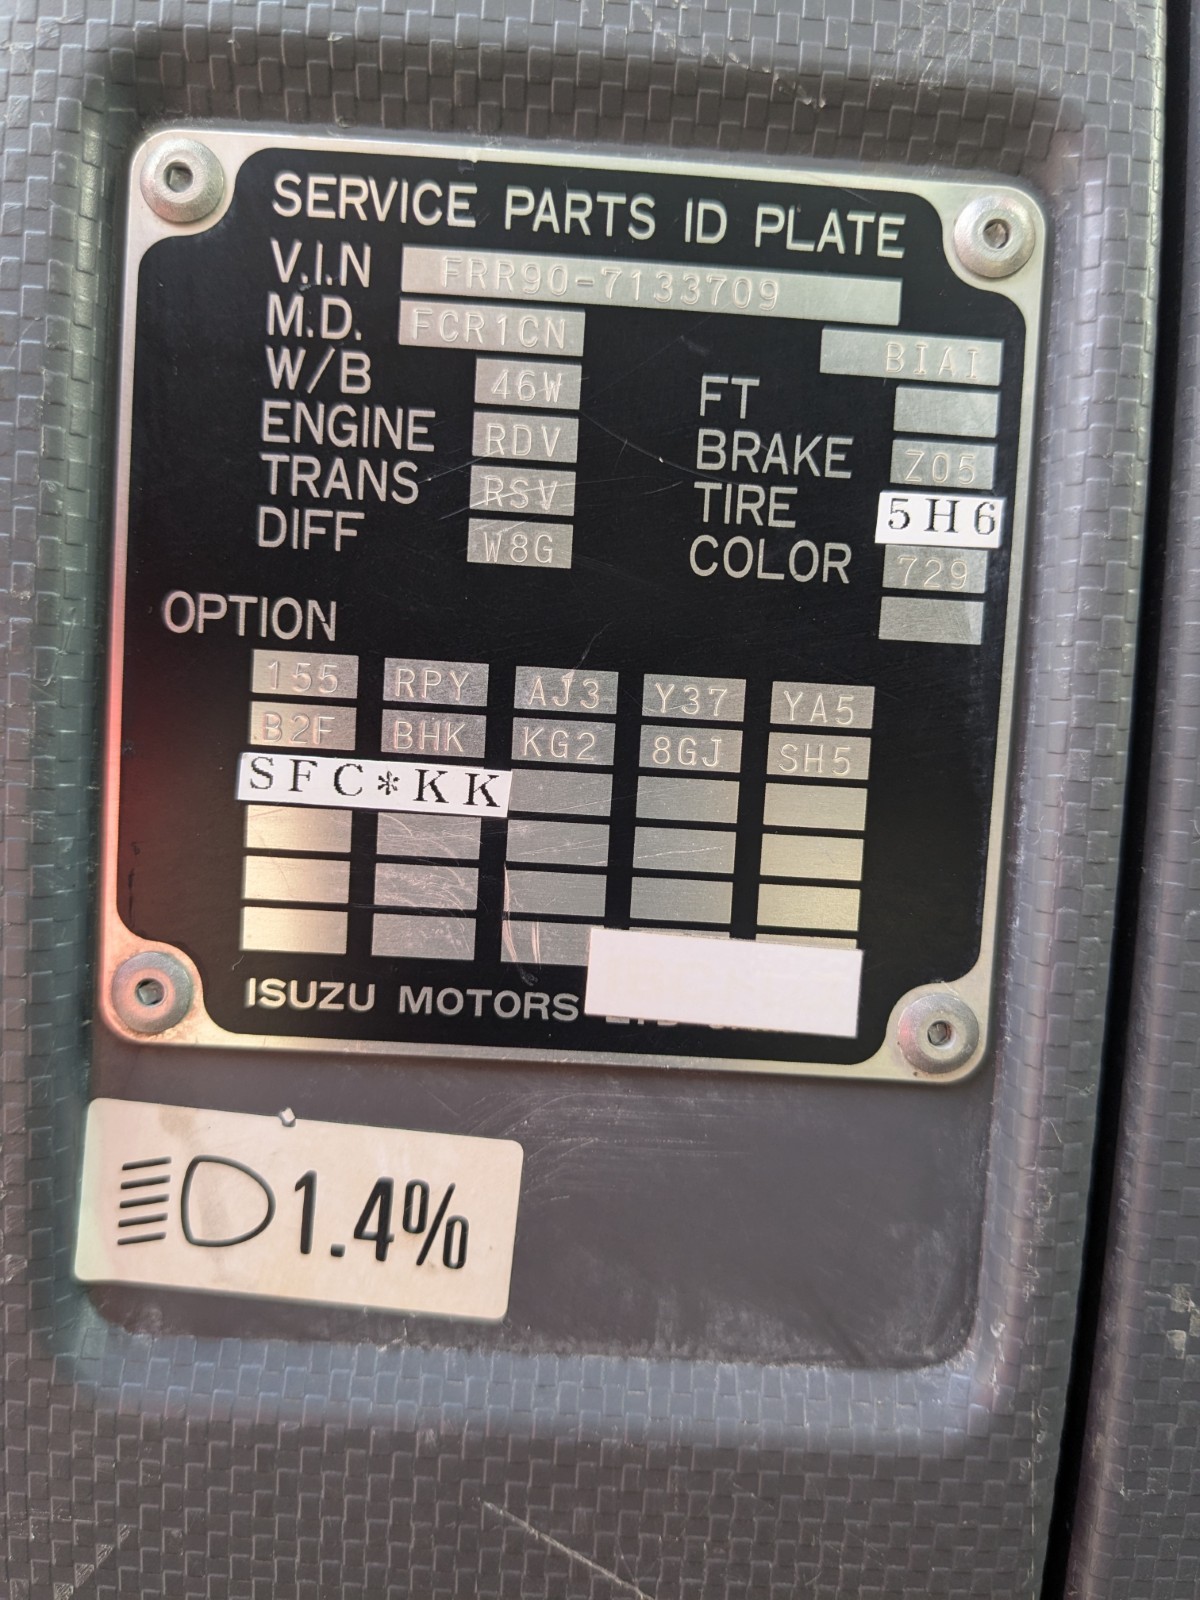 SERVICE PARTS ID PLATE
V.I.N FRR90-7133709
M.D. FCR1CN BIAI
W/B 46W FT
ENGINE RDV BRAKE Z05
TRANS RSV TIRE 5H6
DIFF W8G COLOR 729
OPTION
155 RPY AJ3 Y37 YA5
B2F BHK KG2 8GJ SH5
SFC*KK
ISUZU MOTORS
1.4%